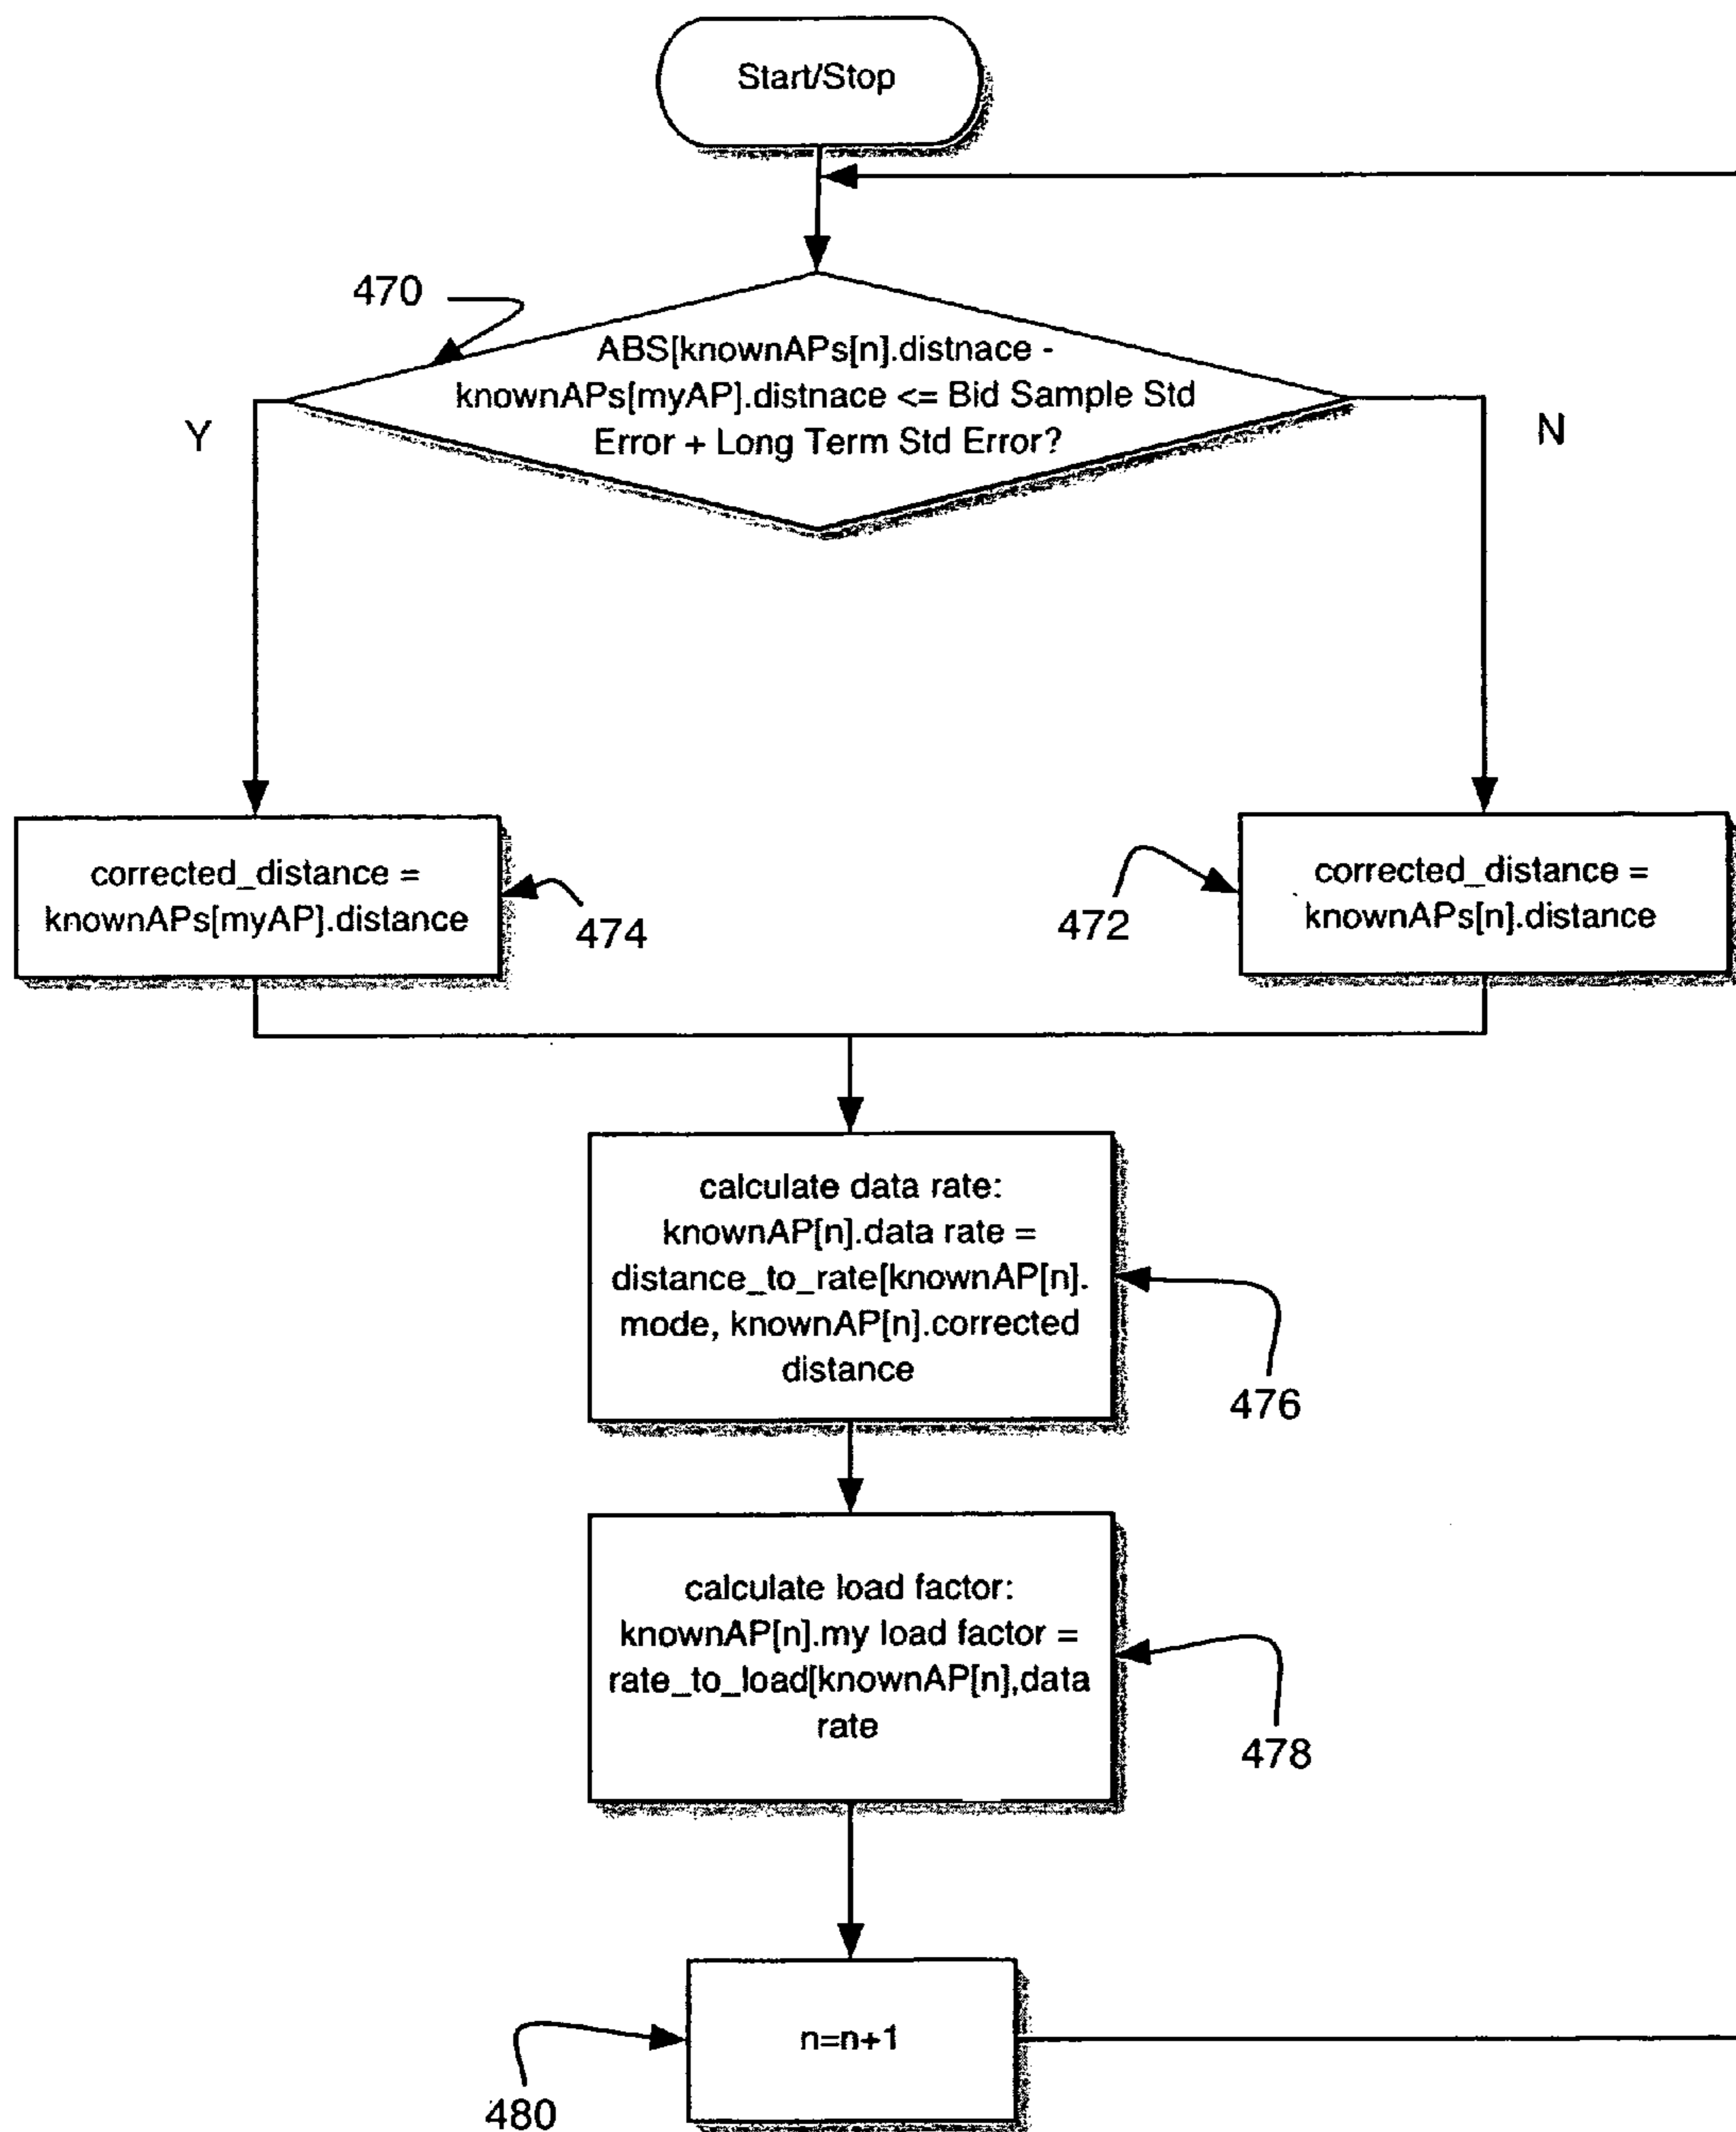 Start/Stop
470
ABS[knownAPs[n].distnace -
knownAPs[myAP].distnace <= Bid Sample Std
Error + Long Term Std Error?
Y
N
corrected_distance =
knownAPs[myAP].distance
474
472
corrected_distance =
knownAPs[n].distance
calculate data rate:
knownAP[n].data rate =
distance_to_rate[knownAP[n].
mode, knownAP[n].corrected
distance
476
calculate load factor:
knownAP[n].my load factor =
rate_to_load[knownAP[n],data
rate
478
n=n+1
480